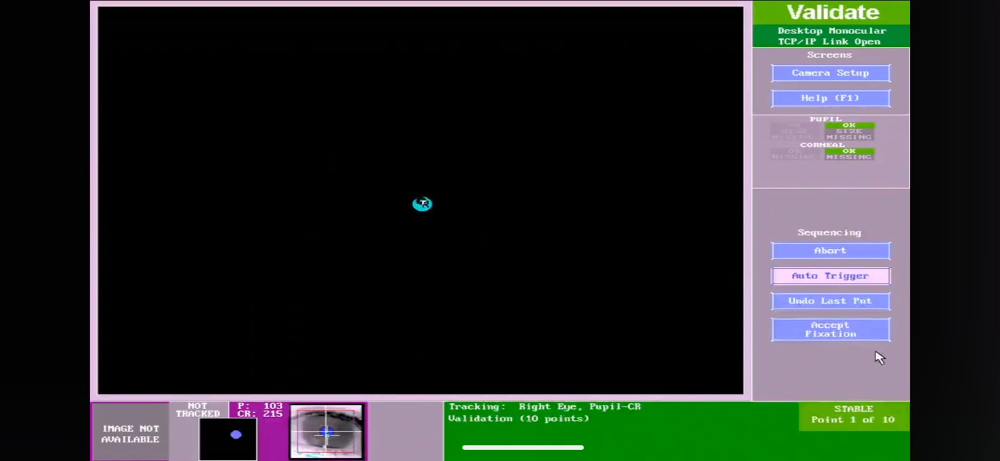 Validate
Desktop Monocular
TCP/IP Link Open
Screens
Camera Setup
Help (F1)
PUPIL
OK
SIZE
MISSING
CORNEAL
OK
MISSING
Sequencing
Abort
Auto Trigger
Undo Last Pnt
Accept
Fixation
IMAGE NOT
AVAILABLE
NOT
TRACKED
P: 103
CR: 215
Tracking: Right Eye, Pupil-CR
Validation (10 points)
STABLE
Point 1 of 10